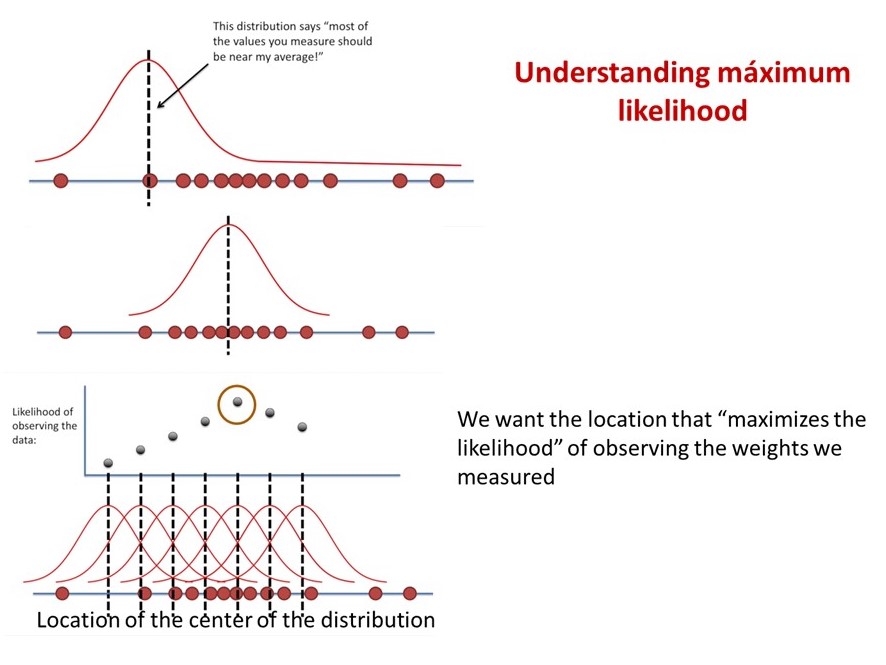 This distribution says “most of
the values you measure should
be near my average!”
Understanding máximum
likelihood
Likelihood of
observing the
data:
We want the location that “maximizes the
likelihood” of observing the weights we
measured
Location of the center of the distribution